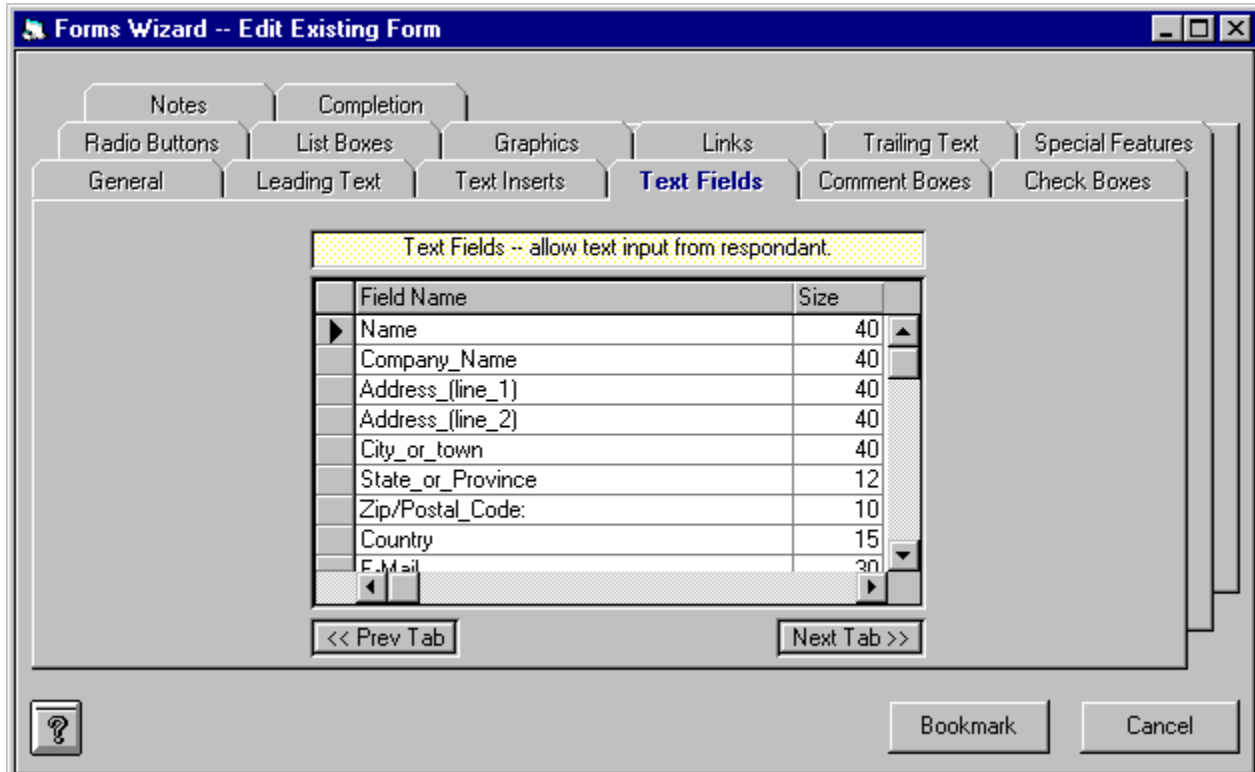 Forms Wizard -- Edit Existing Form
Notes Completion
Radio Buttons List Boxes Graphics Links Trailing Text Special Features
General Leading Text Text Inserts Text Fields Comment Boxes Check Boxes
Text Fields -- allow text input from respondant.
Field Name Size
Name 40
Company_Name 40
Address_(line_1) 40
Address_(line_2) 40
City_or_town 40
State_or_Province 12
Zip/Postal_Code: 10
Country 15
E-Mail 30
<< Prev Tab Next Tab >>
? Bookmark Cancel